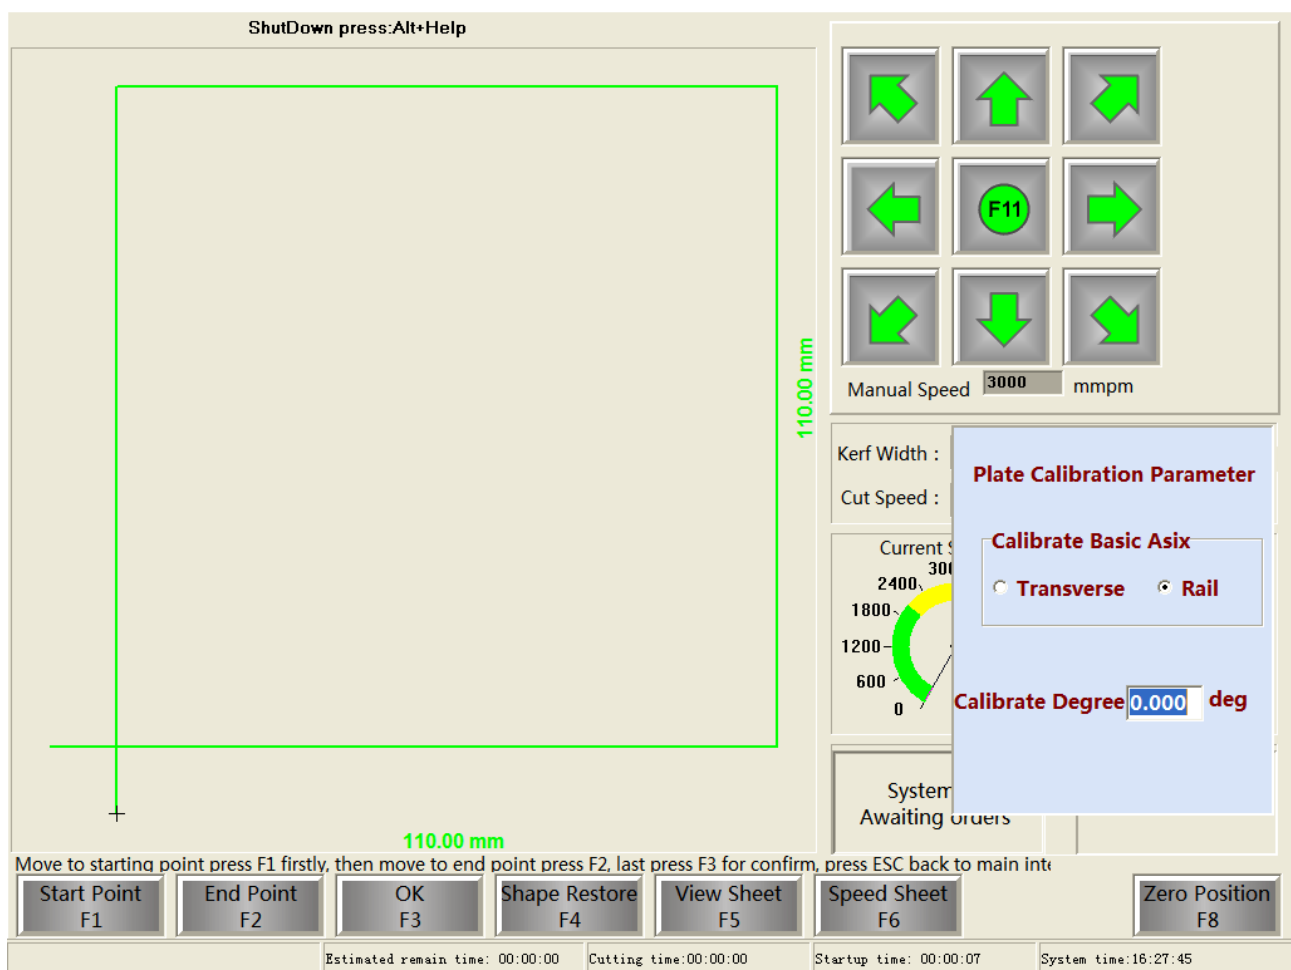 ShutDown press:Alt+Help
F11
Manual Speed 3000 mmpm
110.00 mm
Kerf Width :
Cut Speed :
Plate Calibration Parameter
Calibrate Basic Asix
Transverse Rail
Calibrate Degree 0.000 deg
Current
2400
1800
1200
600
0
System
Awaiting orders
110.00 mm
Move to starting point press F1 firstly, then move to end point press F2, last press F3 for confirm, press ESC back to main
Start Point
F1
End Point
F2
OK
F3
Shape Restore
F4
View Sheet
F5
Speed Sheet
F6
Zero Position
F8
Estimated remain time: 00:00:00 Cutting time:00:00:00 Startup time: 00:00:07 System time:16:27:45